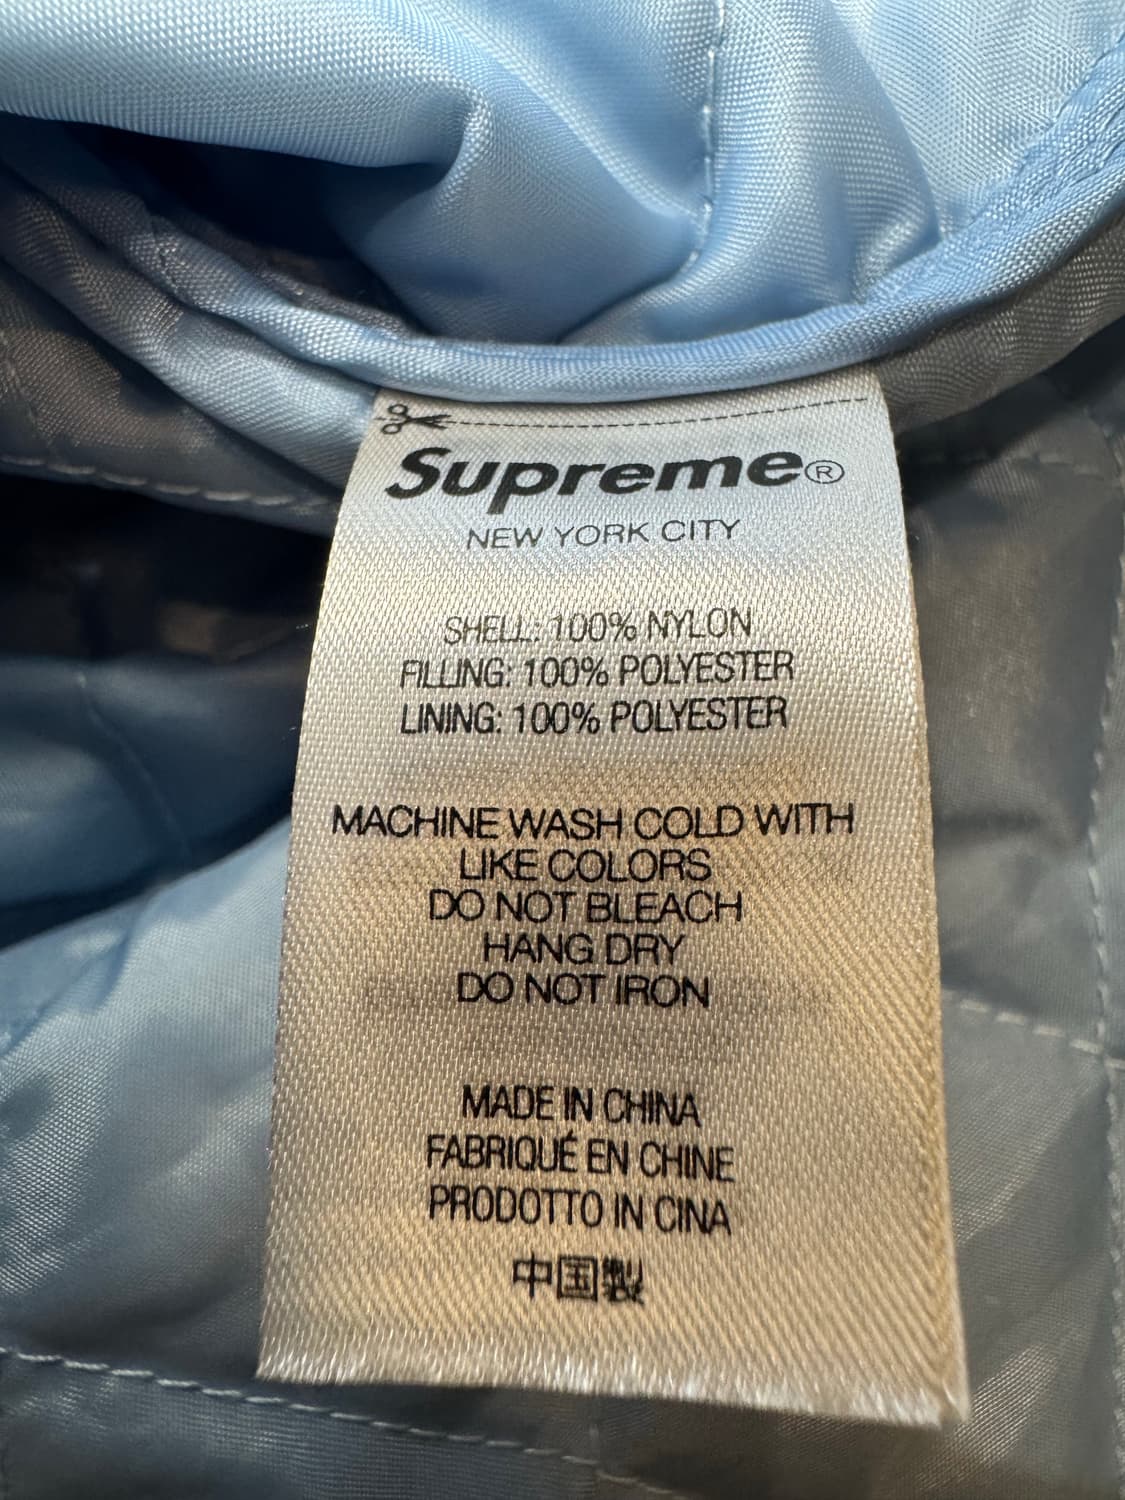 Supreme®
NEW YORK CITY
SHELL: 100% NYLON
FILLING: 100% POLYESTER
LINING: 100% POLYESTER
MACHINE WASH COLD WITH
LIKE COLORS
DO NOT BLEACH
HANG DRY
DO NOT IRON
MADE IN CHINA
FABRIQUÉ EN CHINE
PRODOTTO IN CINA
中国製